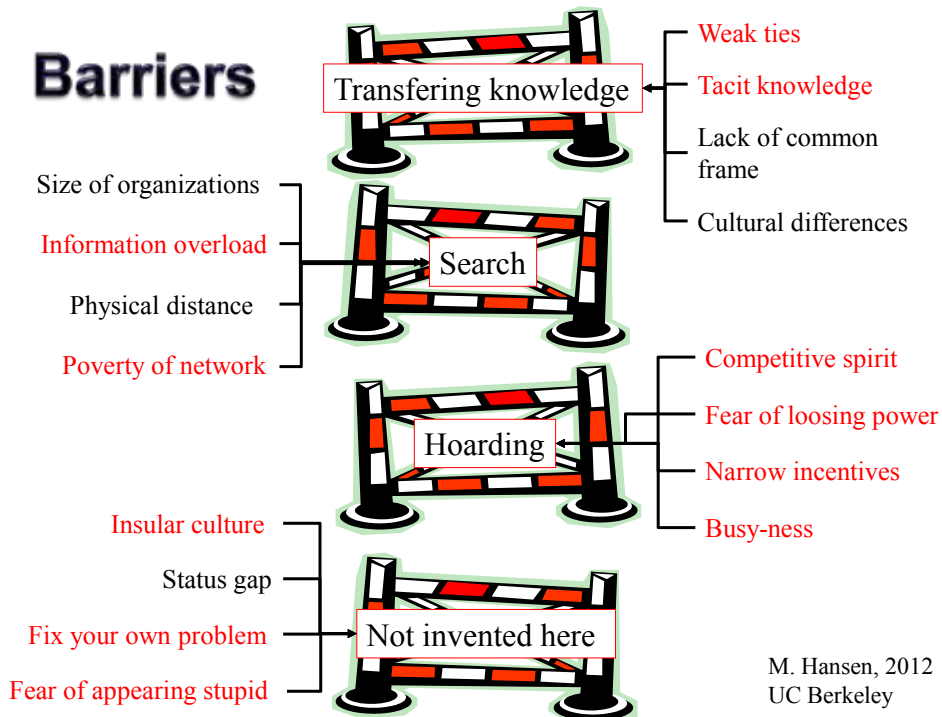 Barriers
Transfering knowledge
Weak ties
Tacit knowledge
Lack of common
frame
Cultural differences
Size of organizations
Information overload
Physical distance
Poverty of network
Search
Competitive spirit
Fear of loosing power
Narrow incentives
Busy-ness
Hoarding
Insular culture
Status gap
Fix your own problem
Fear of appearing stupid
Not invented here
M. Hansen, 2012
UC Berkeley